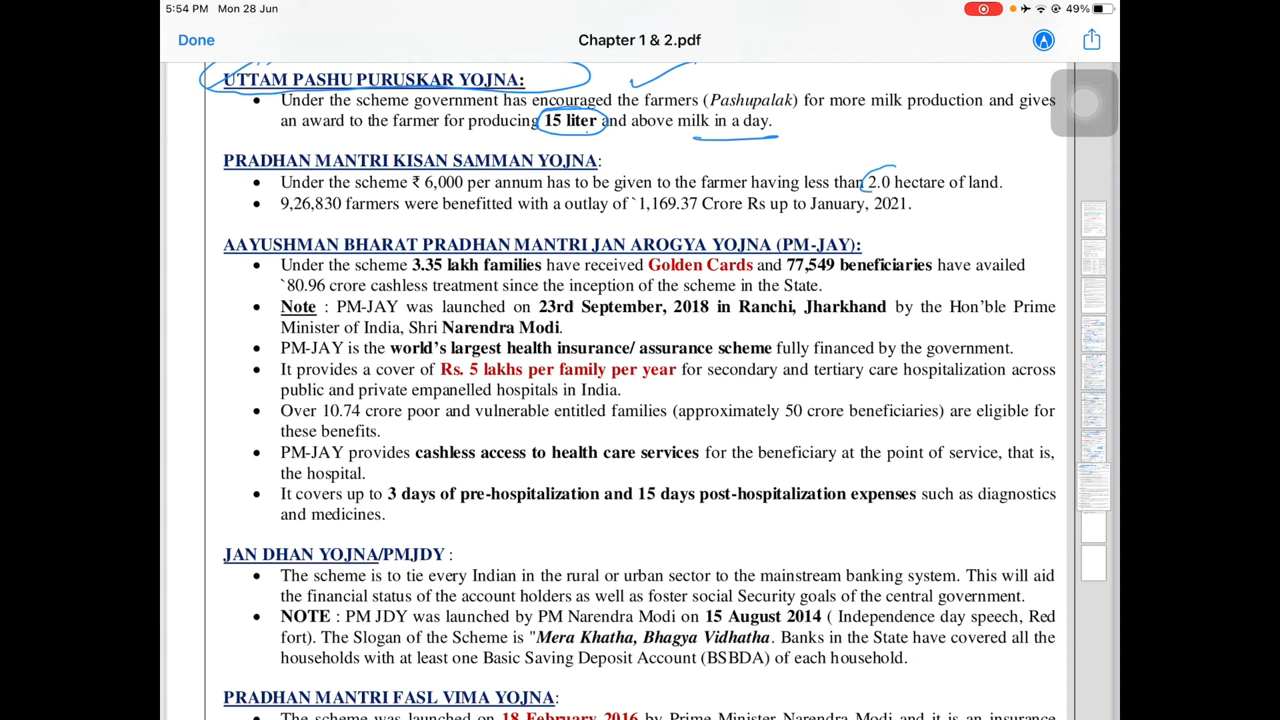 5:54 PM Mon 28 Jun
49%
Done
Chapter 1 & 2.pdf
UTTAM PASHU PURUSKAR YOJNA:
• Under the scheme government has encouraged the farmers (Pashupalak) for more milk production and gives
an award to the farmer for producing 15 liter and above milk in a day.
PRADHAN MANTRI KISAN SAMMAN YOJNA:
• Under the scheme ₹ 6,000 per annum has to be given to the farmer having less than 2.0 hectare of land.
• 9,26,830 farmers were benefitted with a outlay of `1,169.37 Crore Rs up to January, 2021.
AAYUSHMAN BHARAT PRADHAN MANTRI JAN AROGYA YOJNA (PM-JAY):
• Under the scheme 3.35 lakh families have received Golden Cards and 77,549 beneficiaries have availed
`80.96 crore cashless treatment since the inception of the scheme in the State.
• Note : PM-JAY was launched on 23rd September, 2018 in Ranchi, Jharkhand by the Hon'ble Prime
Minister of India, Shri Narendra Modi.
• PM-JAY is the world's largest health insurance/ assurance scheme fully financed by the government.
• It provides a cover of Rs. 5 lakhs per family per year for secondary and tertiary care hospitalization across
public and private empanelled hospitals in India.
• Over 10.74 crore poor and vulnerable entitled families (approximately 50 crore beneficiaries) are eligible for
these benefits.
• PM-JAY provides cashless access to health care services for the beneficiary at the point of service, that is,
the hospital.
• It covers up to days of pre-hospitalization and 15 days post-hospitalization expenses such as diagnostics
and medicines.
JAN DHAN YOJNA/PMJDY :
• The scheme is to tie every Indian in the rural or urban sector to the mainstream banking system. This will aid
the financial status of the account holders as well as foster social Security goals of the central government.
• NOTE : PM JDY was launched by PM Narendra Modi on 15 August 2014 ( Independence day speech, Red
fort). The Slogan of the Scheme is "Mera Khatha, Bhagya Vidhatha. Banks in the State have covered all the
households with at least one Basic Saving Deposit Account (BSBDA) of each household.
PRADHAN MANTRI FASL VIMA YOJNA:
• The scheme was launched on 18 February 2016 by Prime Minister Narendra Modi and it is an insurance